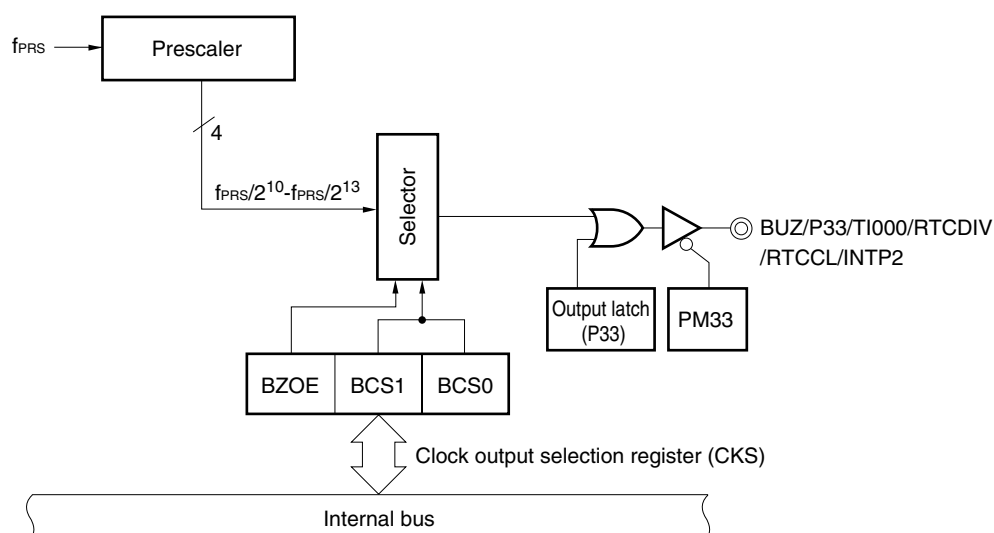 fPRS
Prescaler
4
fPRS/2^10-fPRS/2^13
Selector
BUZ/P33/TI000/RTCDIV
/RTCCL/INTP2
Output latch
(P33)
PM33
BZOE
BCS1
BCS0
Clock output selection register (CKS)
Internal bus